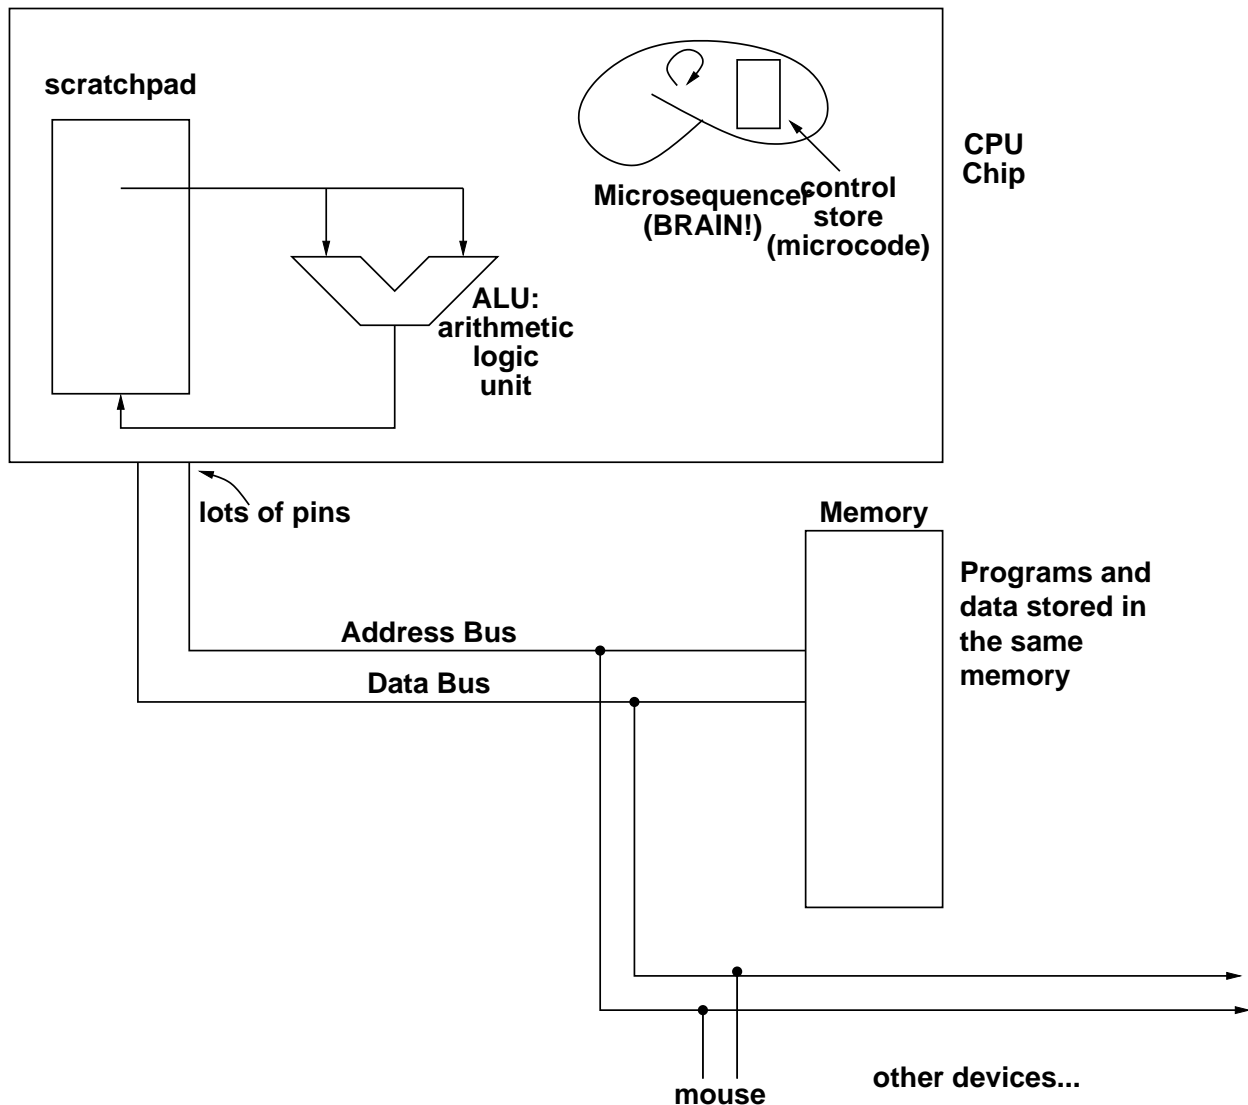 scratchpad
CPU
Chip
Microsequencer
(BRAIN!)
control
store
(microcode)
ALU:
arithmetic
logic
unit
lots of pins
Memory
Programs and
data stored in
the same
memory
Address Bus
Data Bus
other devices...
mouse